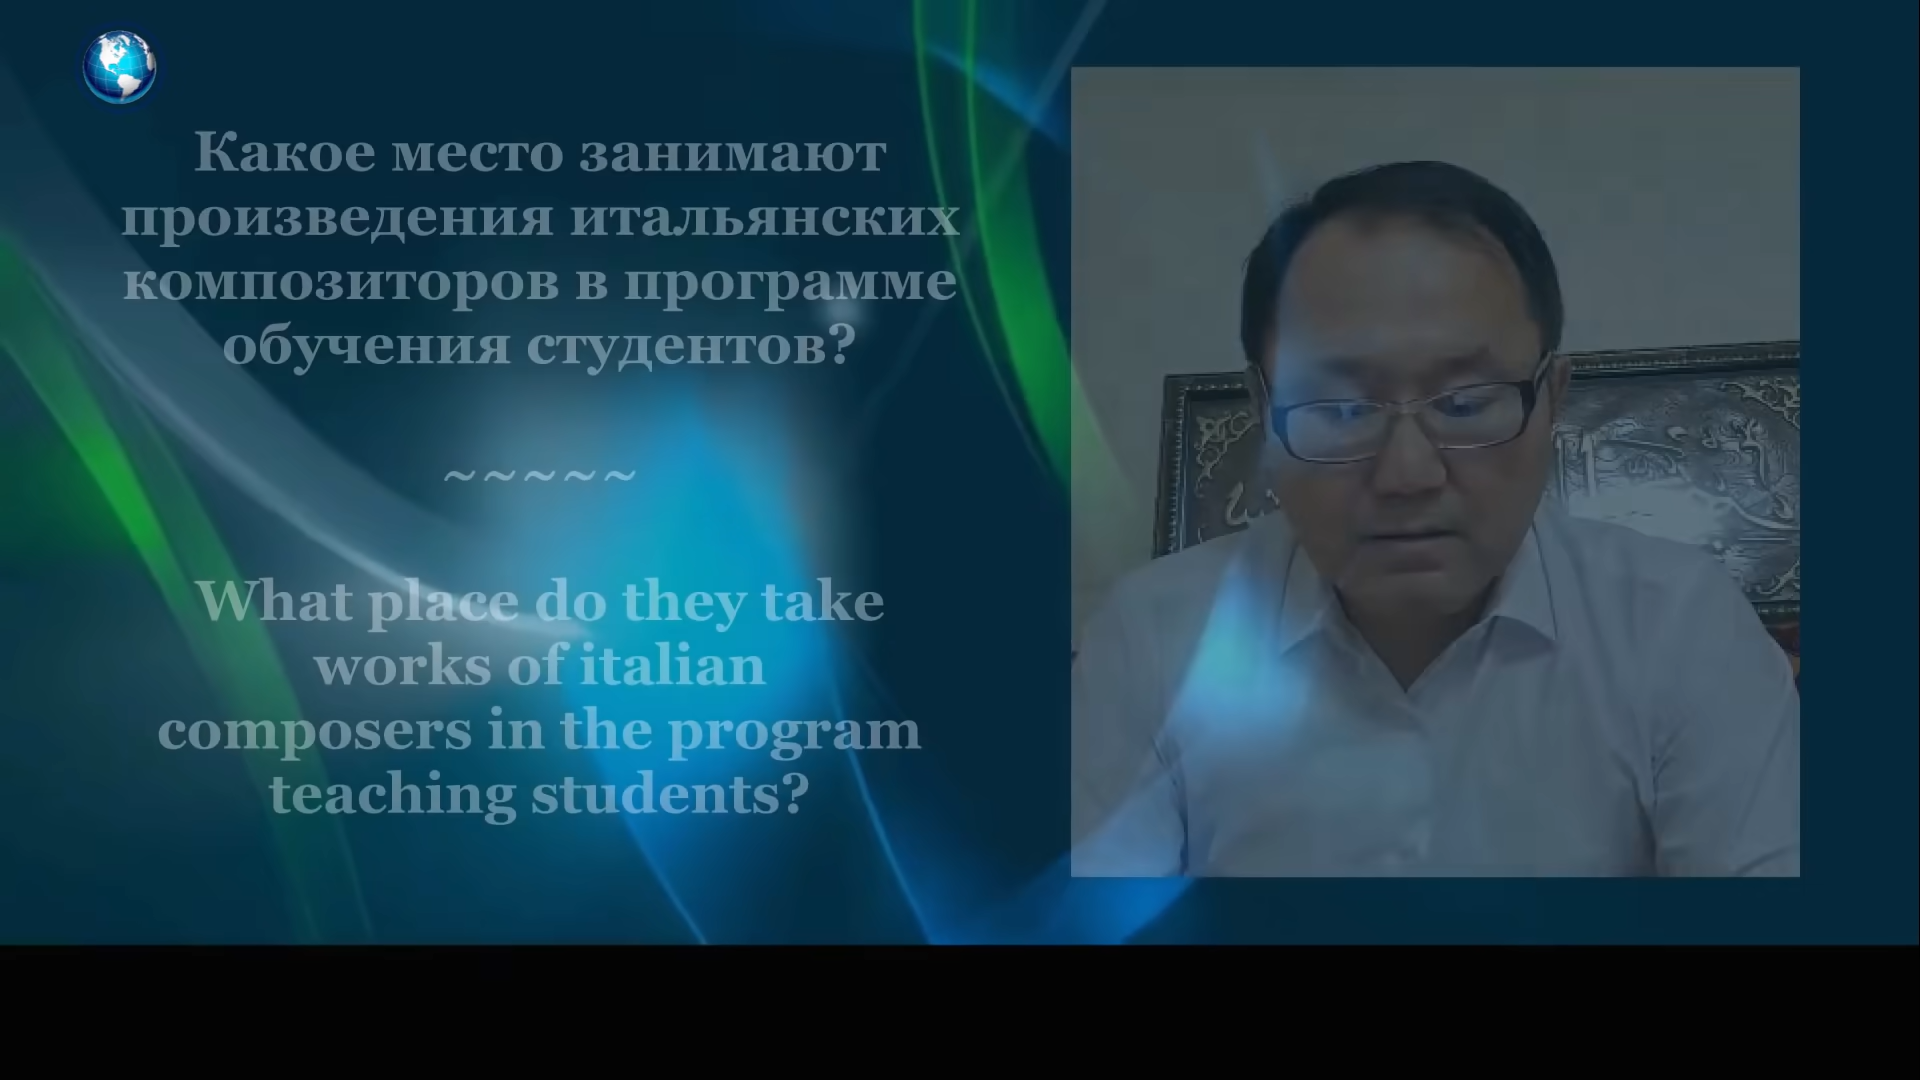 Какое место занимают
произведения итальянских
композиторов в программе
обучения студентов?
~~~~~
What place do they take
works of italian
composers in the program
teaching students?